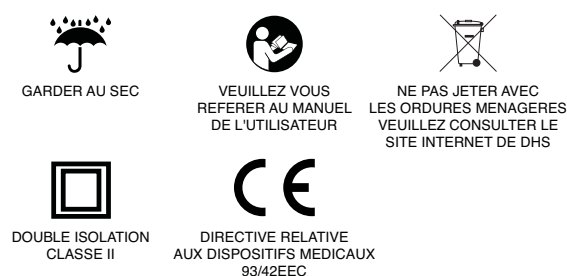 GARDER AU SEC
VEUILLEZ VOUS
REFERER AU MANUEL
DE L'UTILISATEUR
NE PAS JETER AVEC
LES ORDURES MENAGERES
VEUILLEZ CONSULTER LE
SITE INTERNET DE DHS
DOUBLE ISOLATION
CLASSE II
CE
DIRECTIVE RELATIVE
AUX DISPOSITIFS MEDICAUX
93/42EEC